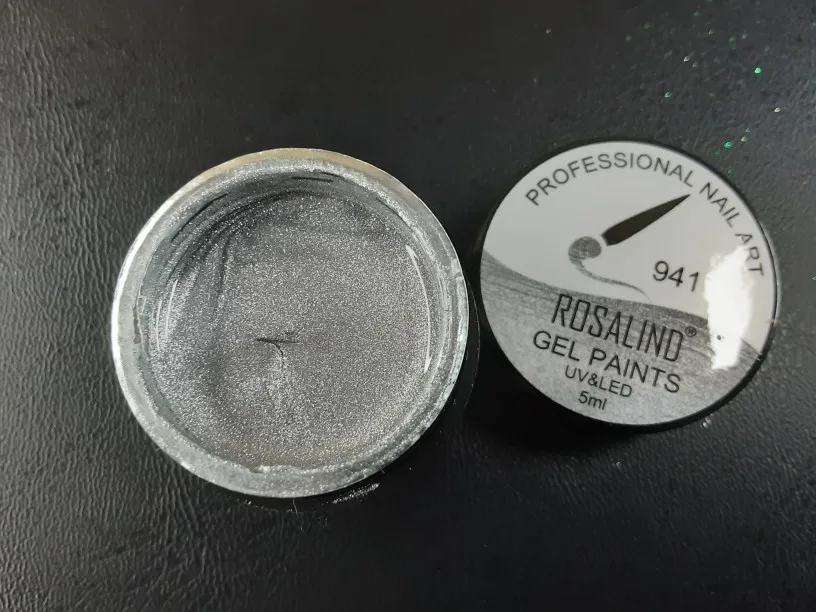 PROFESSIONAL NAIL ART
941
ROSALIND®
GEL PAINTS
UV&LED
5ml